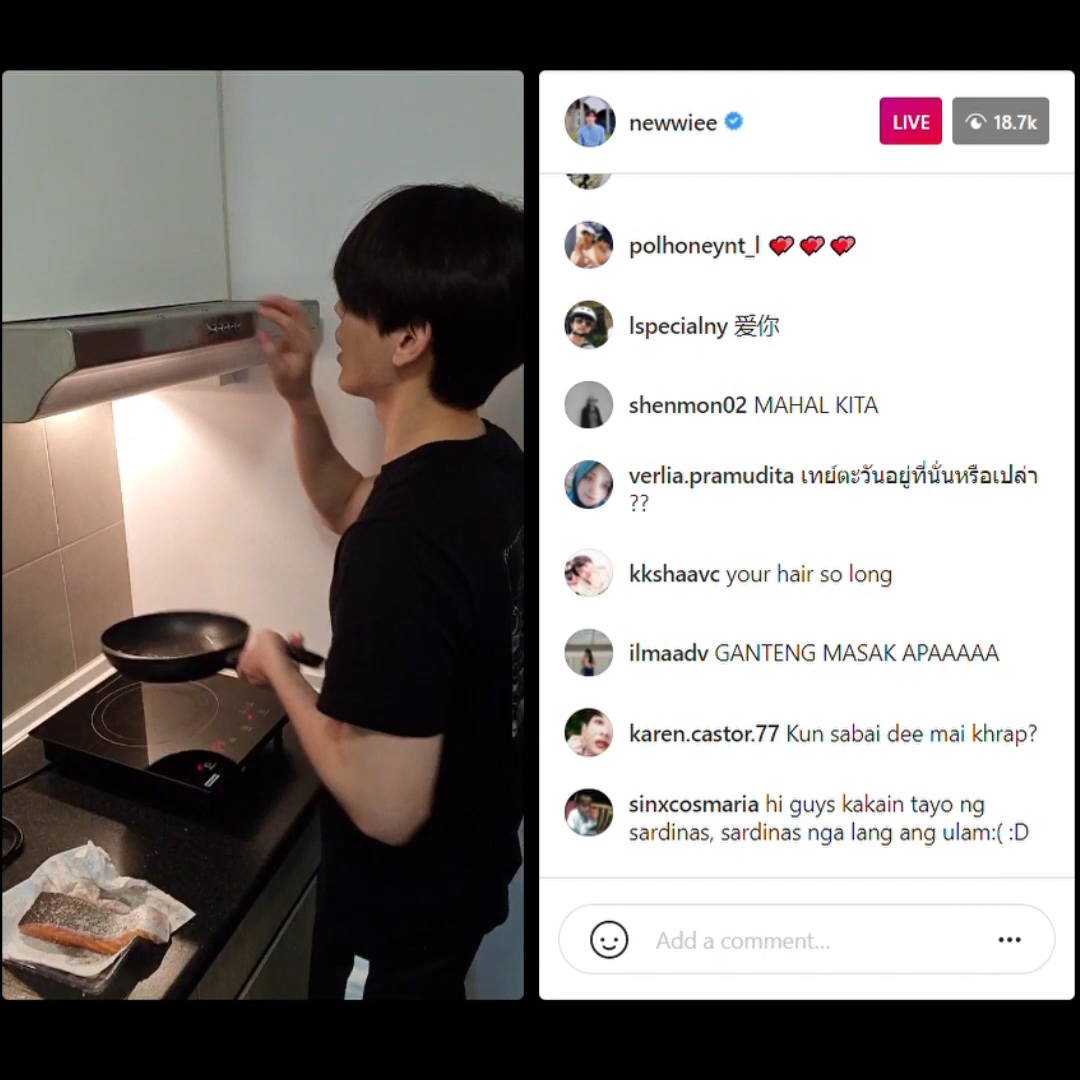 newwiee
LIVE
18.7k
polhoneynt_l 💞💞💞
lspecialny 爱你
shenmon02 MAHAL KITA
verlia.pramudita เทย์ตะวันอยู่ที่นั่นหรือเปล่า
??
kkshaavc your hair so long
ilmaadv GANTENG MASAK APAAAAA
karen.castor.77 Kun sabai dee mai khrap?
sinxcosmaria hi guys kakain tayo ng
sardinas, sardinas nga lang ang ulam:( :D
Add a comment...